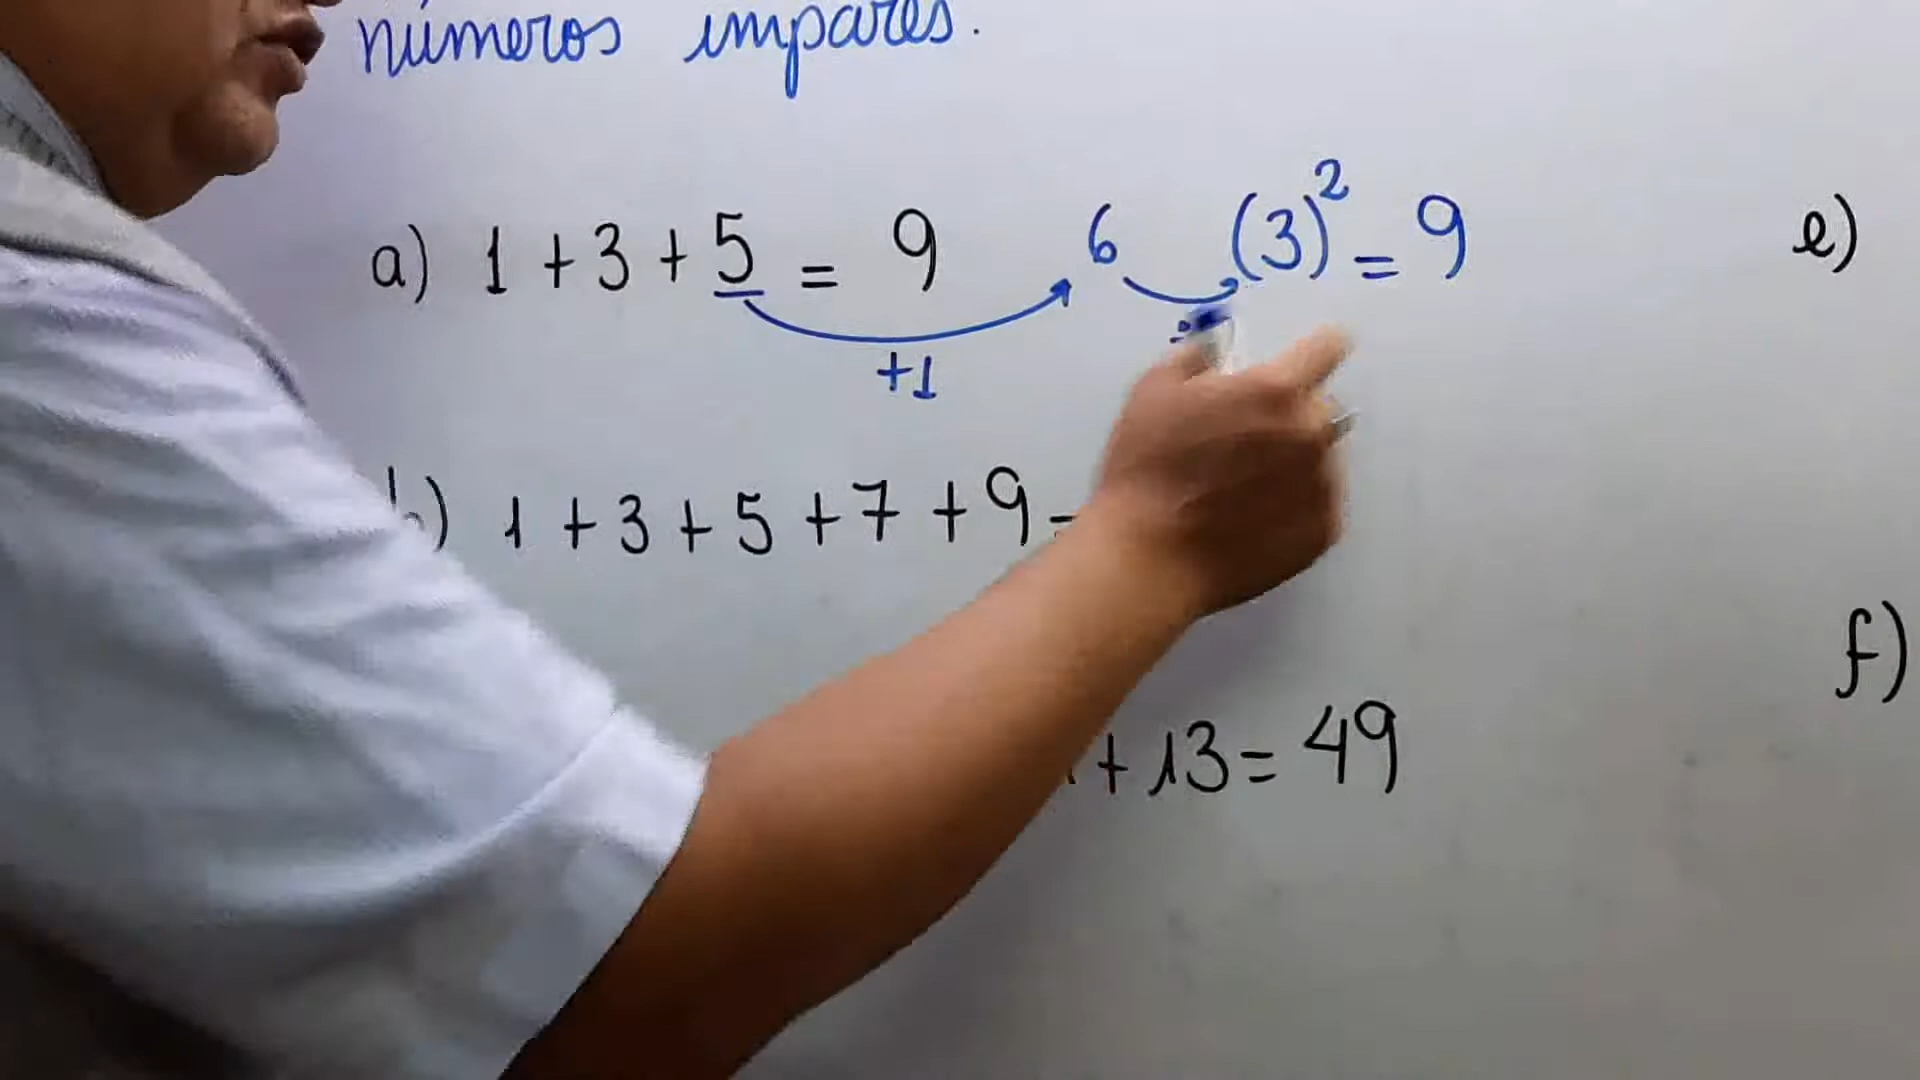 números impares.
a) 1 + 3 + 5 = 9 6 (3)² = 9 e)
+1
b) 1 + 3 + 5 + 7 + 9
f)
+ 13 = 49